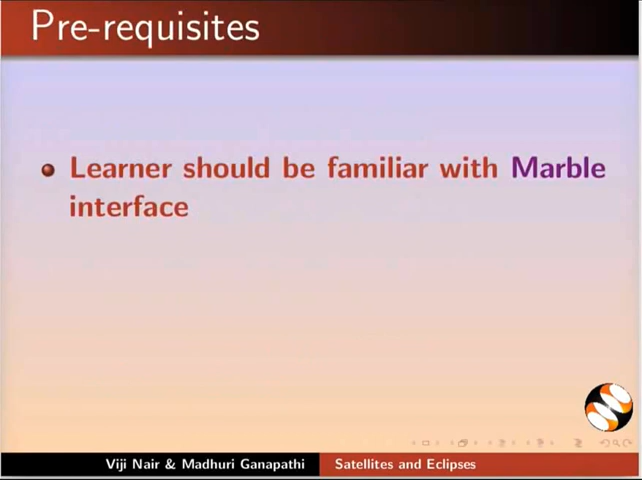 Pre-requisites
Learner should be familiar with Marble
interface
Viji Nair & Madhuri Ganapathi Satellites and Eclipses